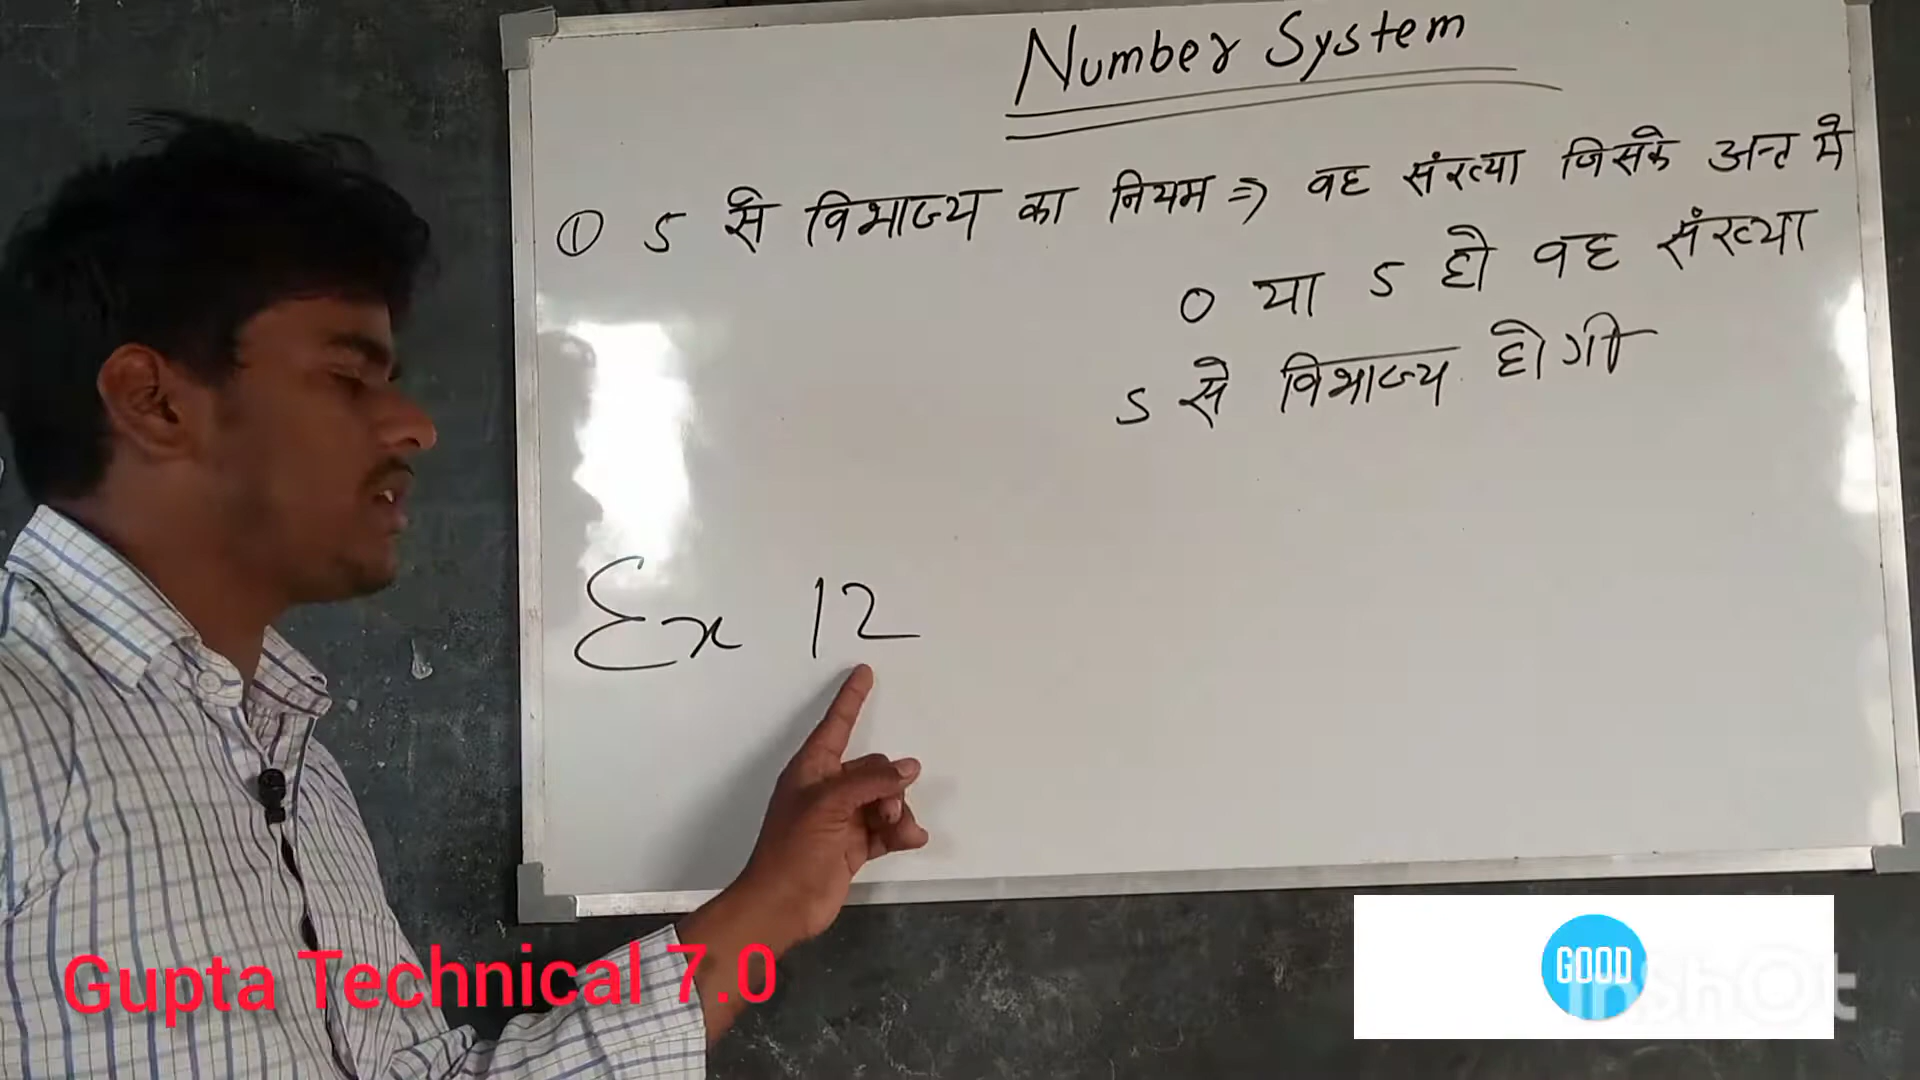 Number System
① 5 से विभाज्य का नियम ⇒ वह संख्या जिसके अन्त मे
0 या 5 हो वह संख्या
5 से विभाज्य होगी
Ex 12
Gupta Technical 7.0
GOOD
InShOt